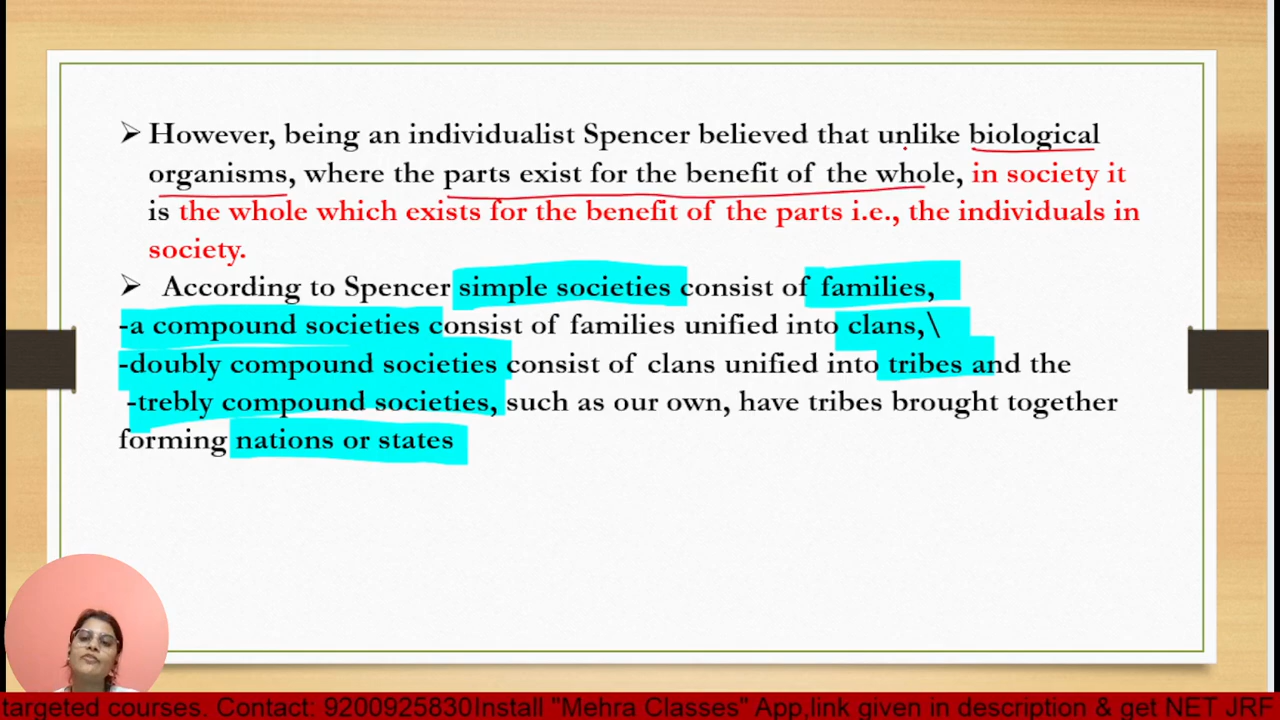 ➢ However, being an individualist Spencer believed that unlike biological
organisms, where the parts exist for the benefit of the whole, in society it
is the whole which exists for the benefit of the parts i.e., the individuals in
society.
➢ According to Spencer simple societies consist of families,
-a compound societies consist of families unified into clans,\
-doubly compound societies consist of clans unified into tribes and the
-trebly compound societies, such as our own, have tribes brought together
forming nations or states
targeted courses. Contact: 9200925830Install "Mehra Classes" App,link given in description & get NET JRF